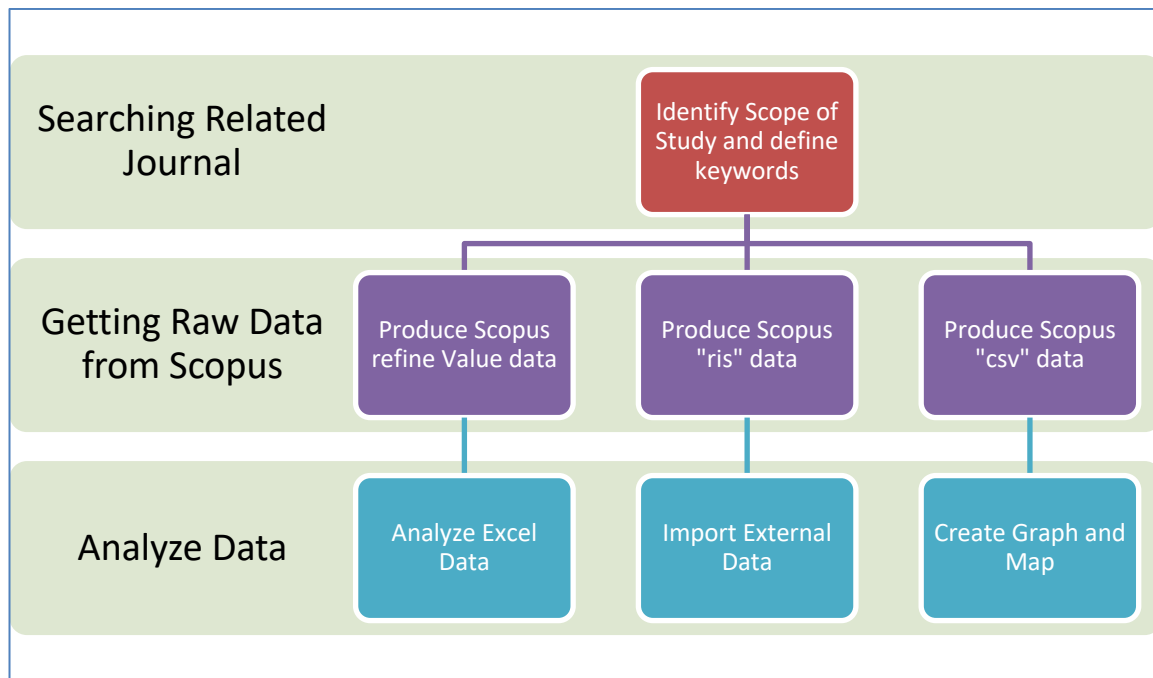 Searching Related
Journal
Identify Scope of
Study and define
keywords
Getting Raw Data
from Scopus
Produce Scopus
refine Value data
Produce Scopus
"ris" data
Produce Scopus
"csv" data
Analyze Data
Analyze Excel
Data
Import External
Data
Create Graph and
Map